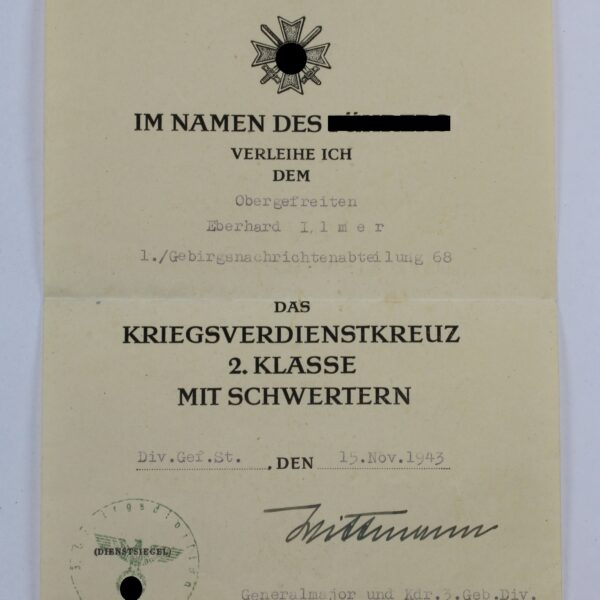 IM NAMEN DES
VERLEIHE ICH
DEM
Obergefreiten
Eberhard Ilmer
1./Gebirgsnachrichtenabteilung 68
DAS
KRIEGSVERDIENSTKREUZ
2. KLASSE
MIT SCHWERTERN
Div.Gef.St. , DEN 15.Nov.1943
(DIENSTSIEGEL)
Wittmann
Generalmajor und Kdr.3.Geb.Div.